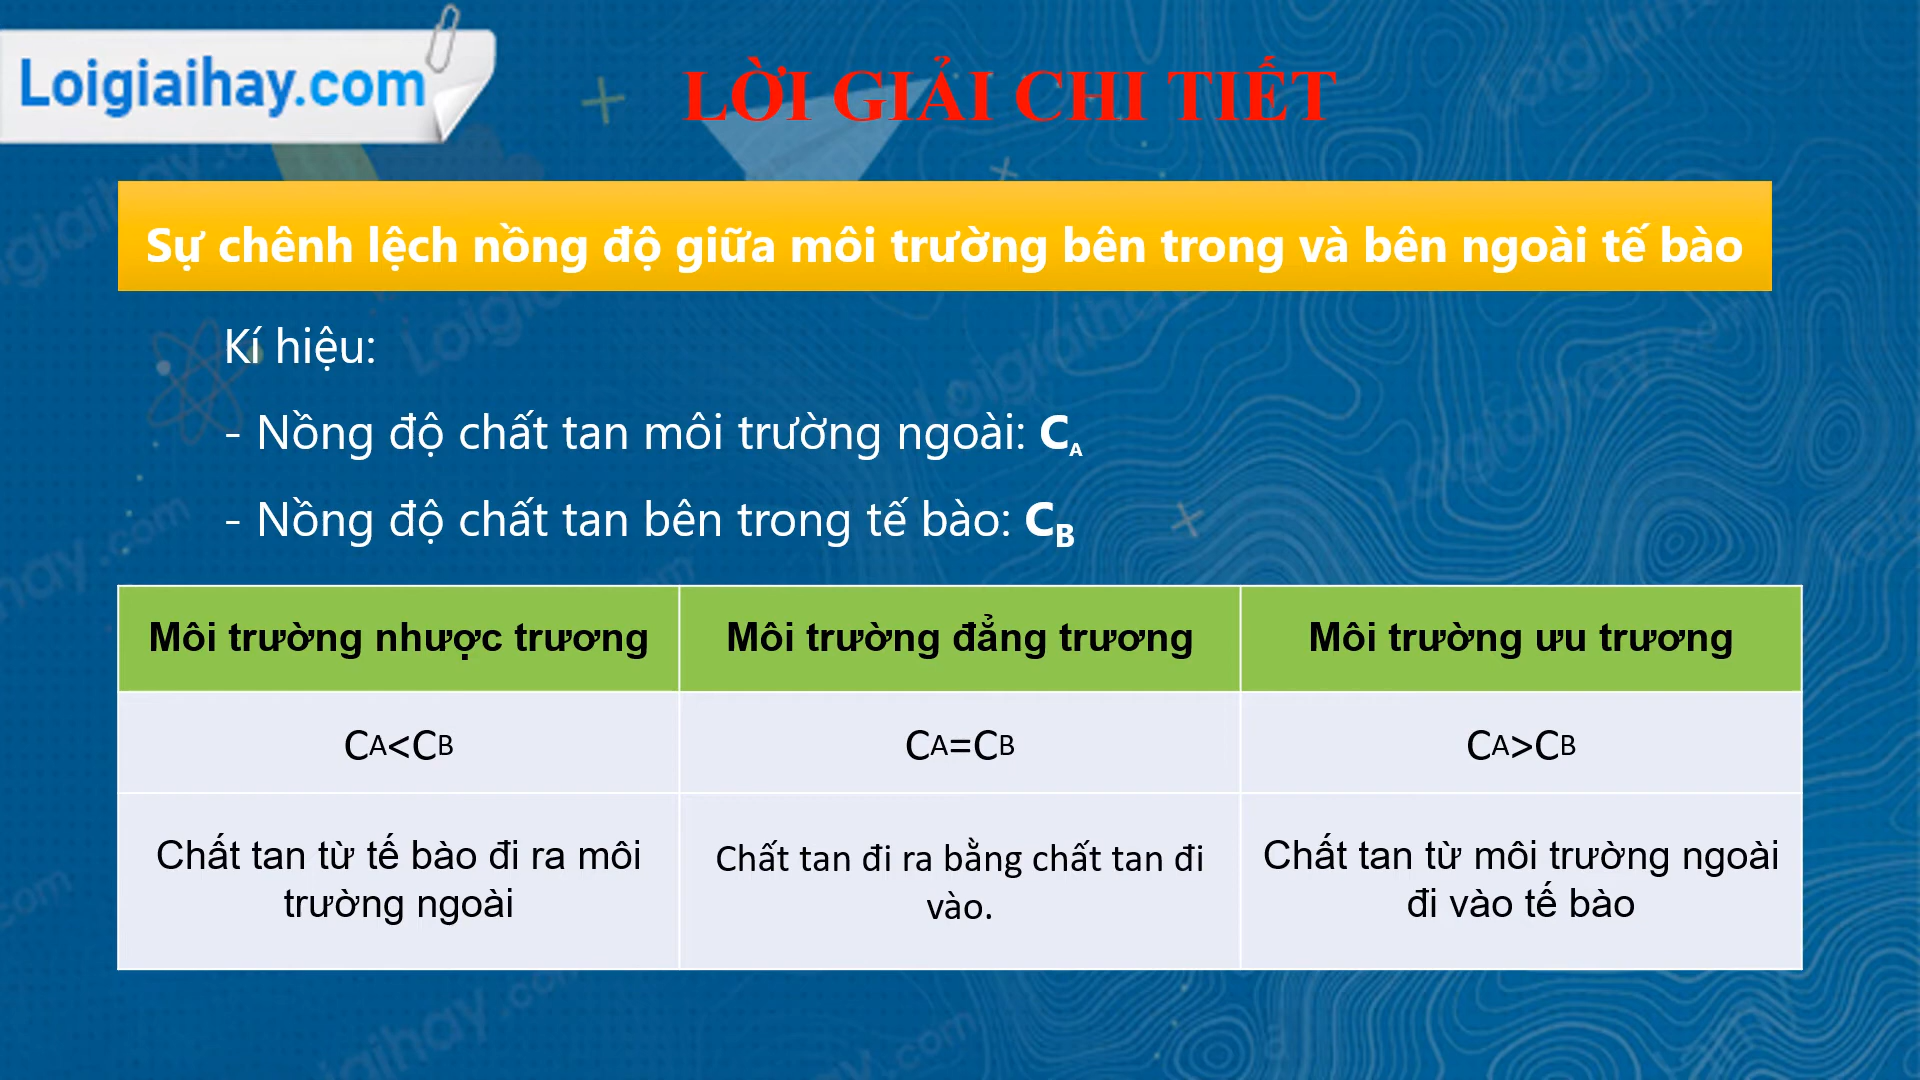 Loigiaihay.com
LỜI GIẢI CHI TIẾT
Sự chênh lệch nồng độ giữa môi trường bên trong và bên ngoài tế bào
Kí hiệu:
- Nồng độ chất tan môi trường ngoài: CA
- Nồng độ chất tan bên trong tế bào: CB
Môi trường nhược trương
Môi trường đẳng trương
Môi trường ưu trương
CA<CB
CA=CB
CA>CB
Chất tan từ tế bào đi ra môi
trường ngoài
Chất tan đi ra bằng chất tan đi
vào.
Chất tan từ môi trường ngoài
đi vào tế bào